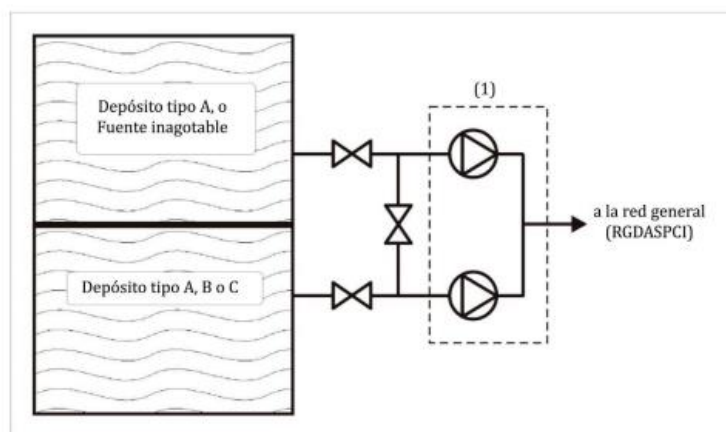 Depósito tipo A, o
Fuente inagotable
(1)
a la red general
(RGDASPCI)
Depósito tipo A, B o C